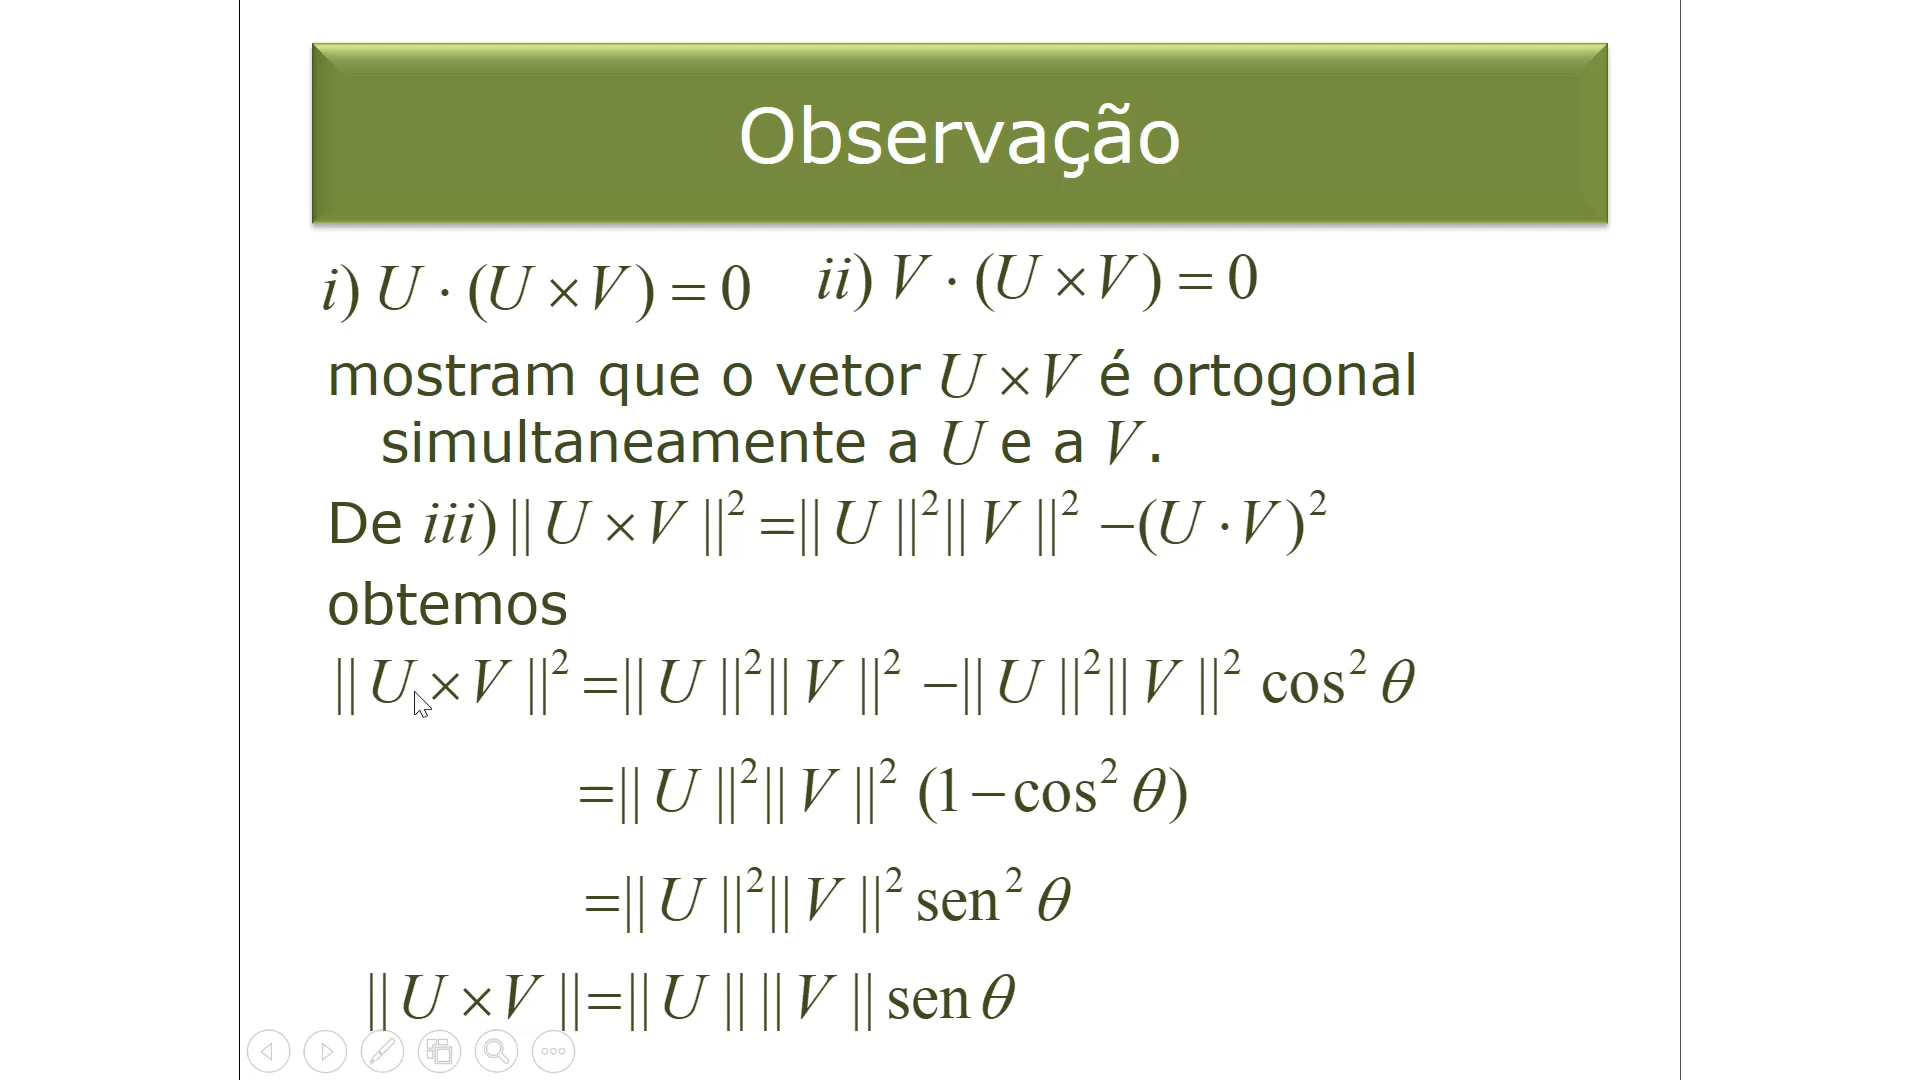 Observação
i) U · (U × V) = 0 ii) V · (U × V) = 0
mostram que o vetor U × V é ortogonal
simultaneamente a U e a V.
De iii) || U × V ||² =|| U ||² || V ||² −(U · V)²
obtemos
|| U × V ||² =|| U ||² || V ||² −|| U ||² || V ||² cos² θ
=|| U ||² || V ||² (1 − cos² θ)
=|| U ||² || V ||² sen² θ
|| U × V ||=|| U || || V || sen θ